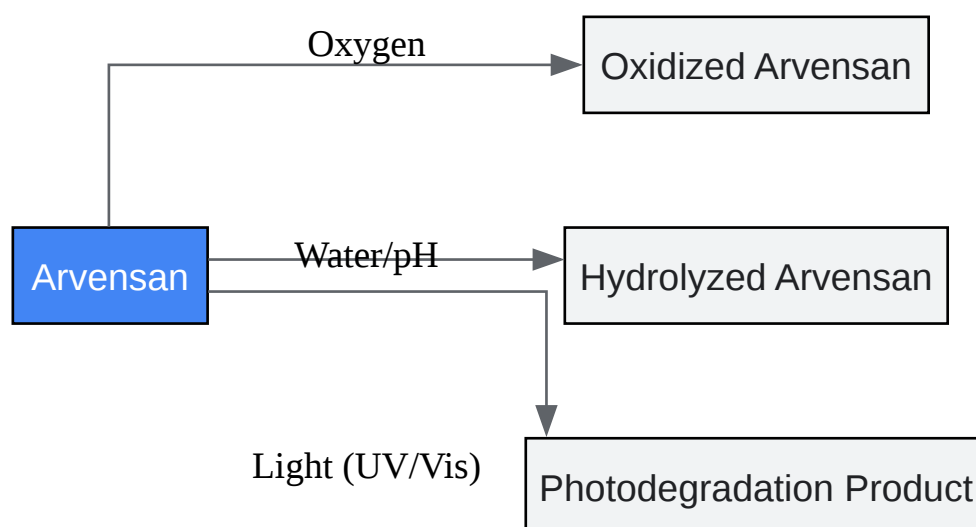 Oxygen
Oxidized Arvensan
Arvensan
Water/pH
Hydrolyzed Arvensan
Light (UV/Vis)
Photodegradation Product